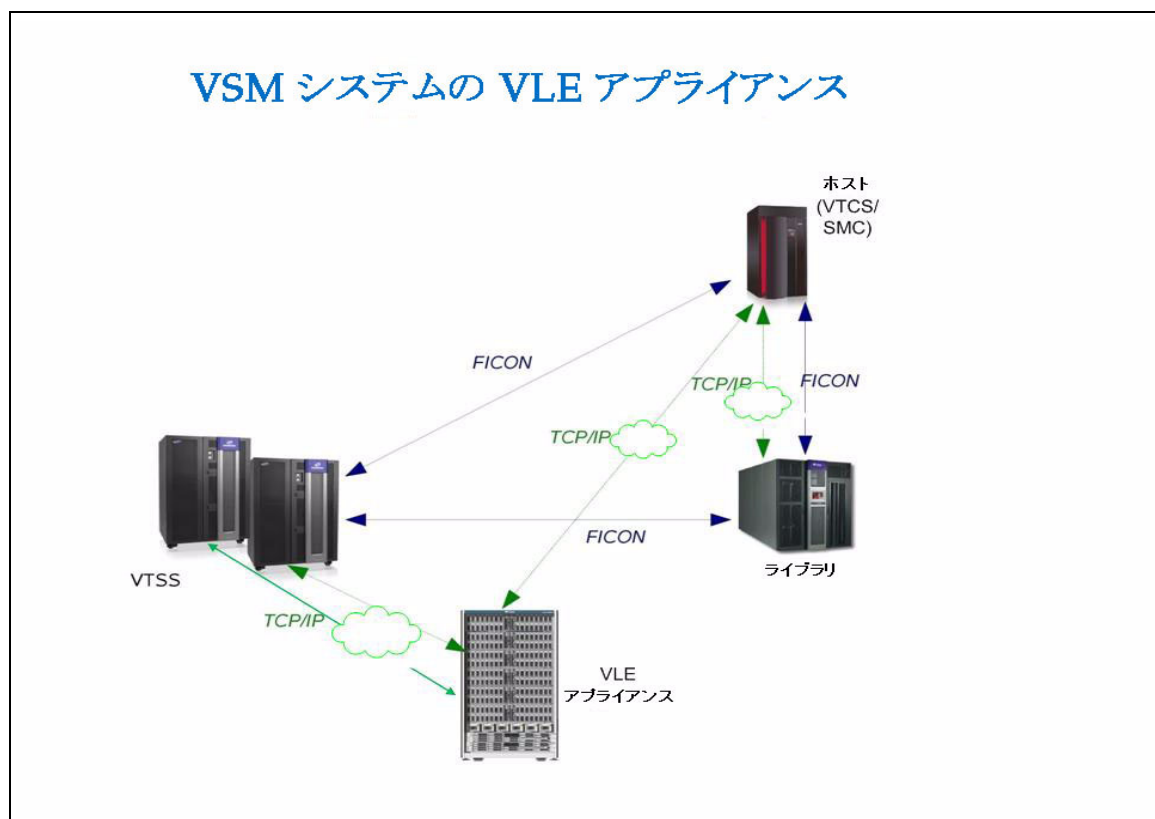 VSM システムの VLE アプライアンス
ホスト
(VTCS/
SMC)
FICON
TCP/IP
FICON
TCP/IP
FICON
ライブラリ
VTSS
TCP/IP
VLE
アプライアンス